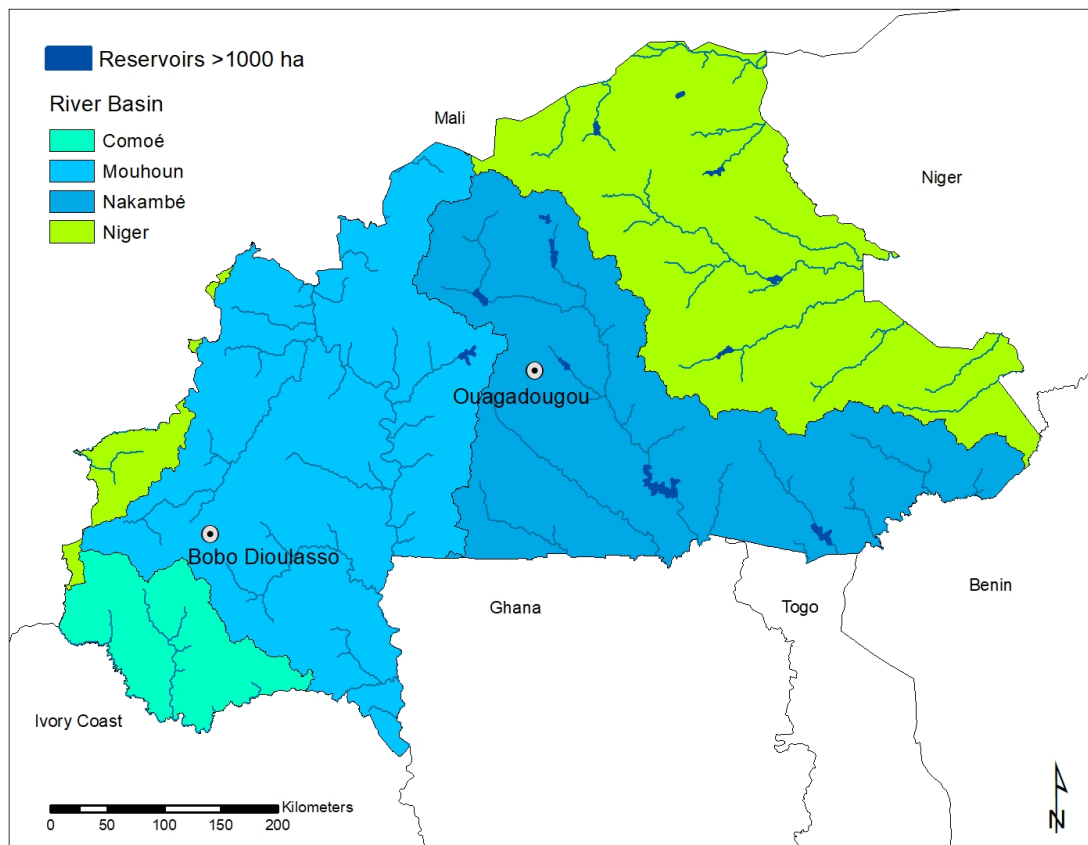 Reservoirs >1000 ha
River Basin
Comoé
Mouhoun
Nakambé
Niger
Mali
Niger
Ouagadougou
Bobo Dioulasso
Ghana
Togo
Benin
Ivory Coast
Kilometers
0 50 100 150 200
N